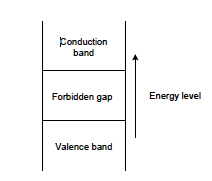 Conduction
band
Forbidden gap
Energy level
Valence band